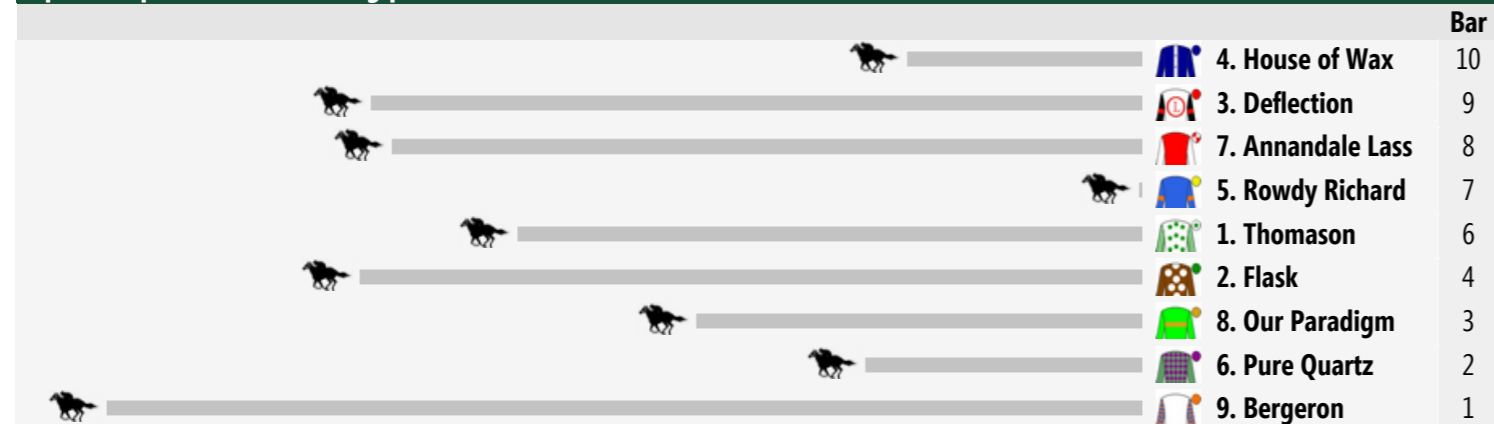 Bar
4. House of Wax 10
3. Deflection 9
7. Annandale Lass 8
5. Rowdy Richard 7
1. Thomason 6
2. Flask 4
8. Our Paradigm 3
6. Pure Quartz 2
9. Bergeron 1